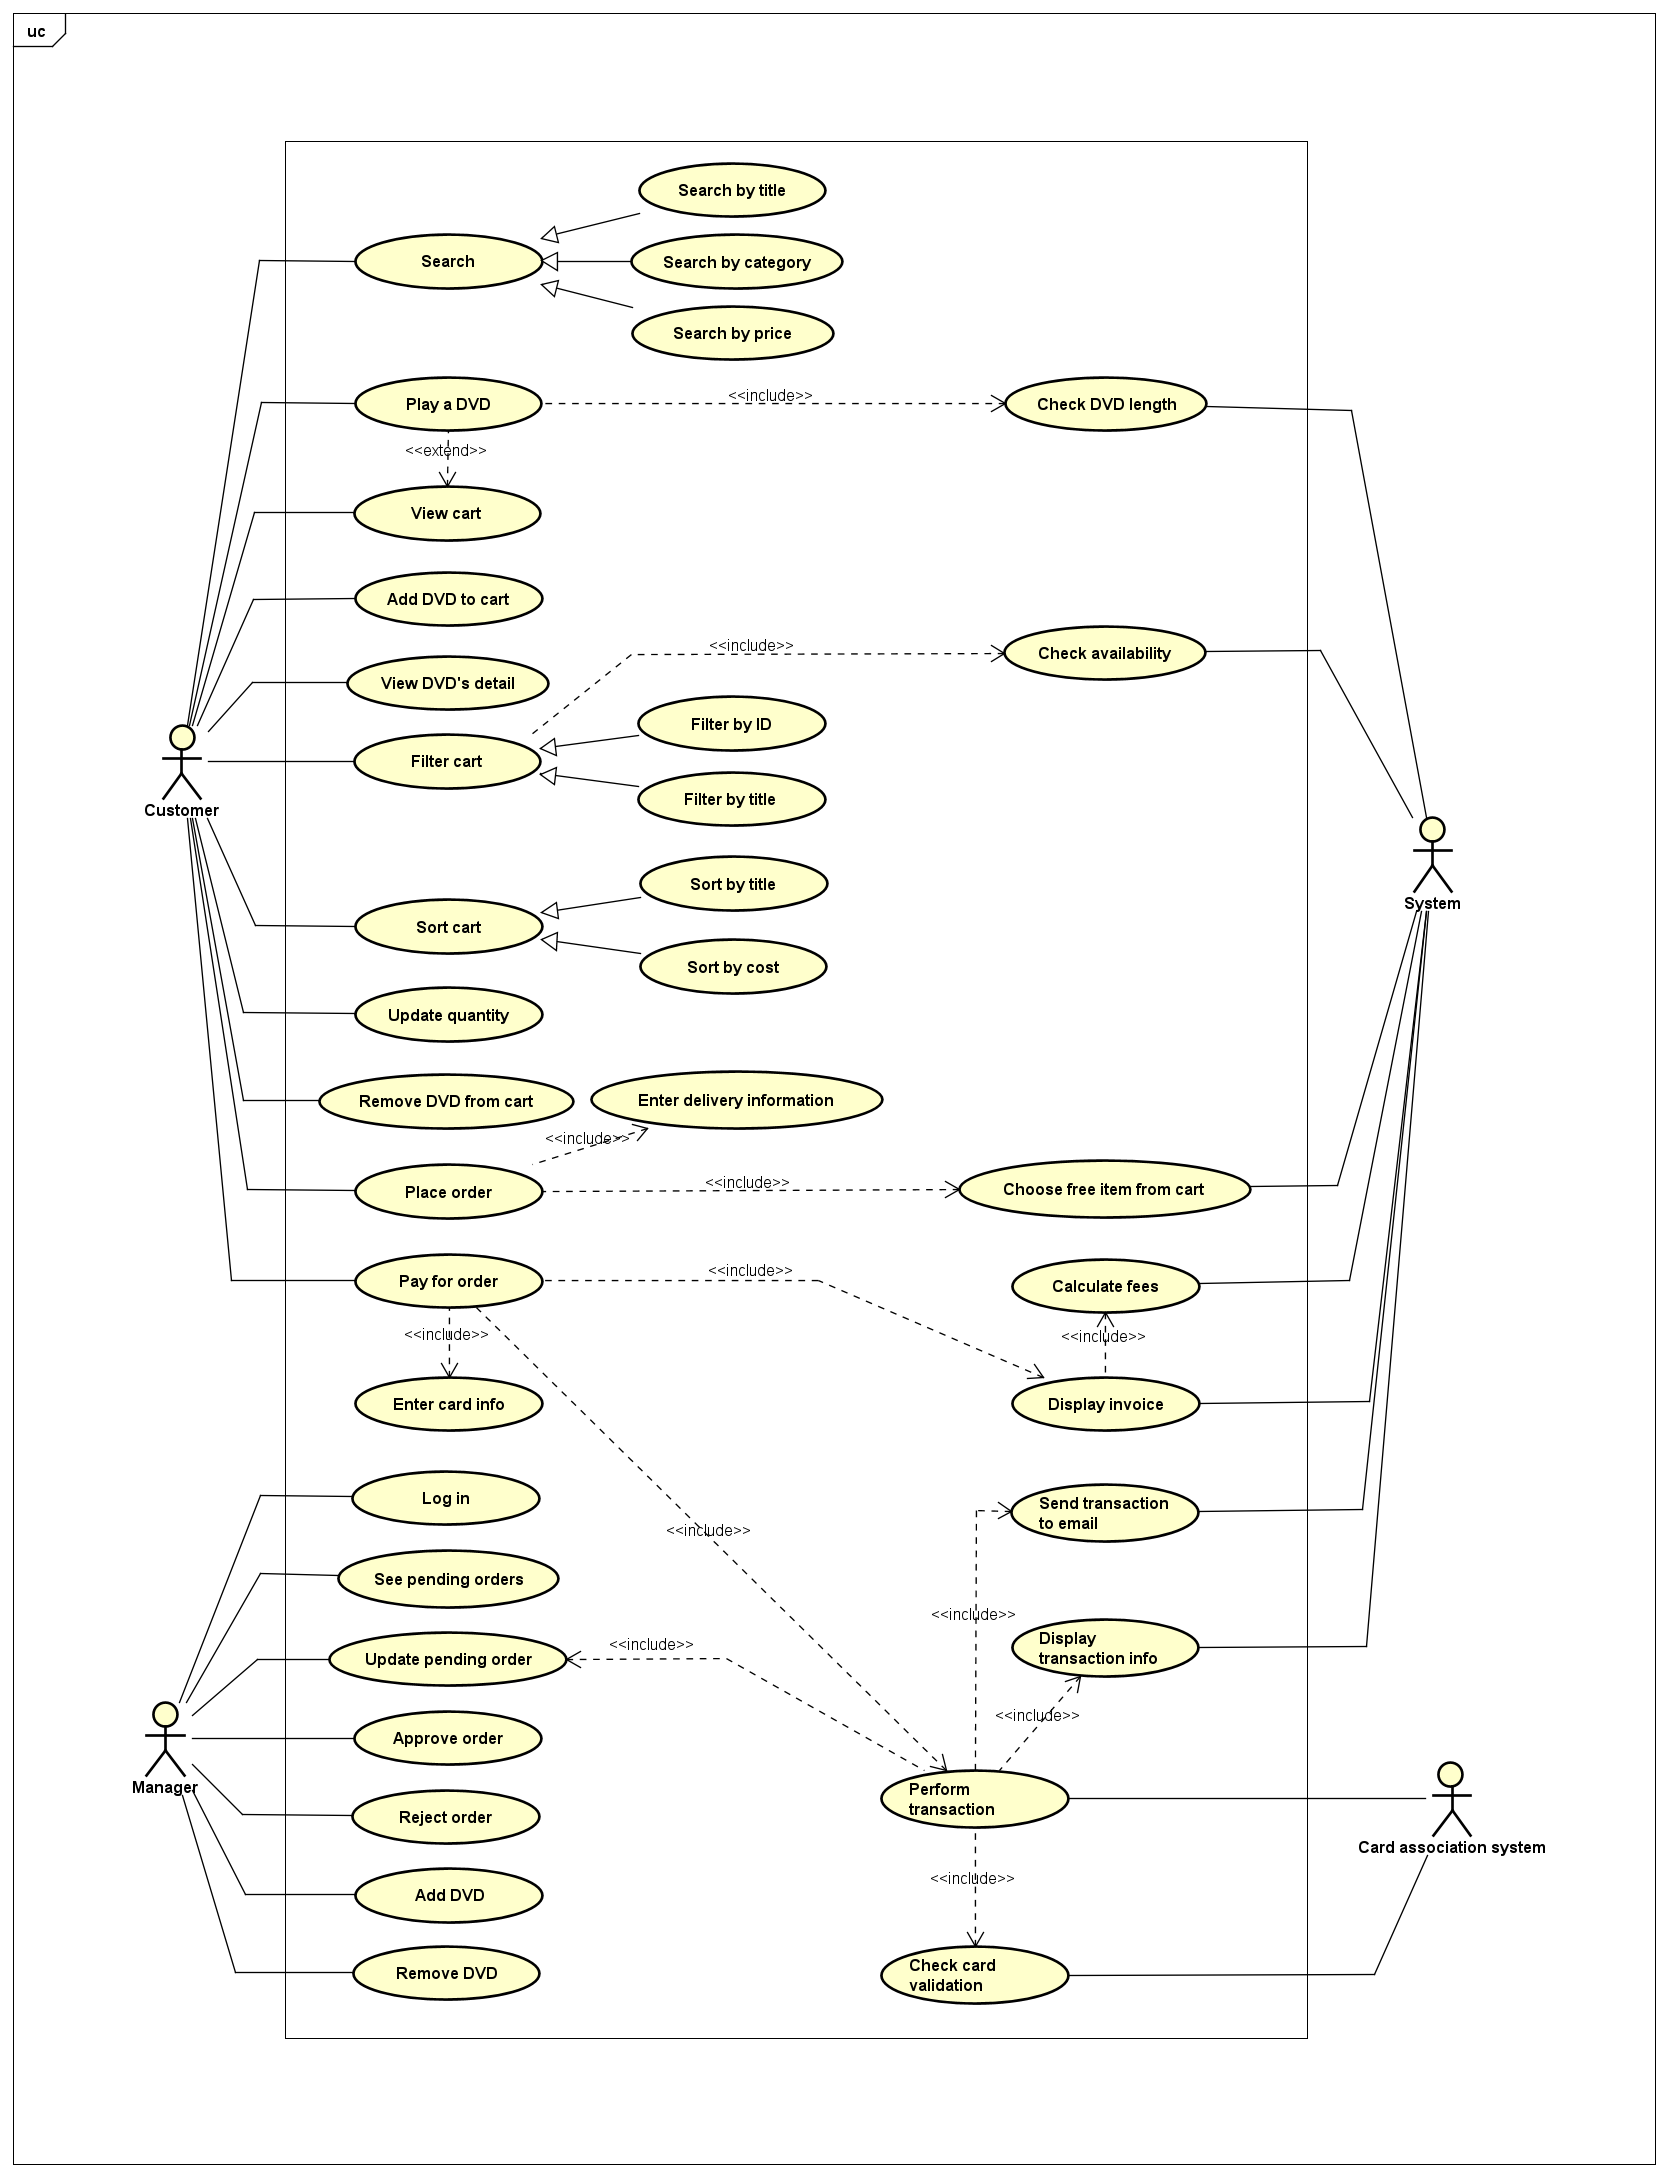 uc
Search by title
Search
Search by category
Search by price
Play a DVD
<<include>>
Check DVD length
<<extend>>
View cart
Add DVD to cart
<<include>>
Check availability
View DVD's detail
Filter by ID
Filter cart
Filter by title
Customer
Sort by title
System
Sort cart
Sort by cost
Update quantity
Remove DVD from cart
Enter delivery information
<<include>>
Place order
<<include>>
Choose free item from cart
Pay for order
<<include>>
Calculate fees
<<include>>
<<include>>
Enter card info
Display invoice
Log in
Send transaction
to email
<<include>>
See pending orders
<<include>>
Update pending order
<<include>>
Display
transaction info
<<include>>
Approve order
Manager
Perform
transaction
Reject order
Card association system
<<include>>
Add DVD
Remove DVD
Check card
validation